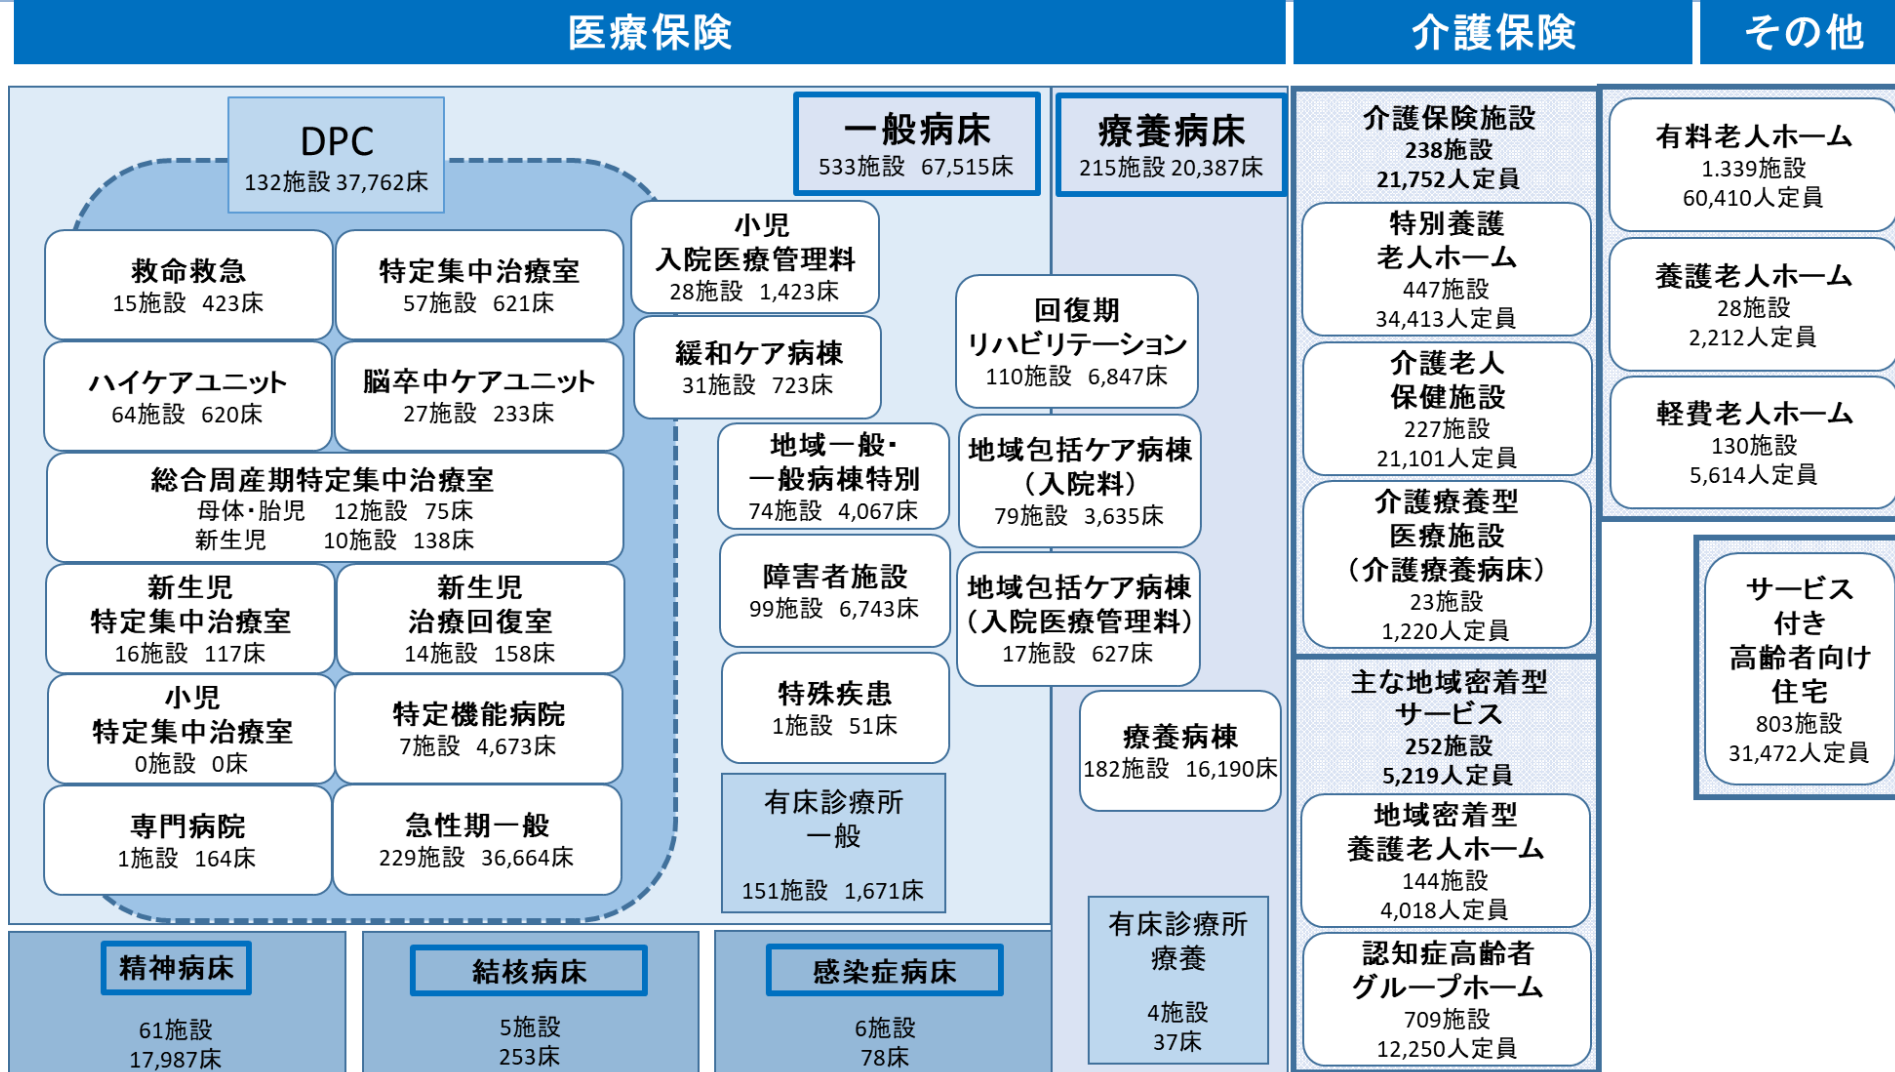 医療保険
介護保険
その他
DPC
132施設 37,762床
一般病床
533施設 67,515床
療養病床
215施設 20,387床
救命救急
15施設 423床
特定集中治療室
57施設 621床
ハイケアユニット
64施設 620床
脳卒中ケアユニット
27施設 233床
総合周産期特定集中治療室
母体・胎児 12施設 75床
新生児 10施設 138床
新生児
特定集中治療室
16施設 117床
新生児
治療回復室
14施設 158床
小児
特定集中治療室
0施設 0床
特定機能病院
7施設 4,673床
専門病院
1施設 164床
急性期一般
229施設 36,664床
小児
入院医療管理料
28施設 1,423床
緩和ケア病棟
31施設 723床
地域一般・
一般病棟特別
74施設 4,067床
障害者施設
99施設 6,743床
特殊疾患
1施設 51床
有床診療所
一般
151施設 1,671床
回復期
リハビリテーション
110施設 6,847床
地域包括ケア病棟
（入院料）
79施設 3,635床
地域包括ケア病棟
（入院医療管理料）
17施設 627床
療養病棟
182施設 16,190床
有床診療所
療養
4施設
37床
精神病床
61施設
17,987床
結核病床
5施設
253床
感染症病床
6施設
78床
介護保険施設
238施設
21,752人定員
特別養護
老人ホーム
447施設
34,413人定員
介護老人
保健施設
227施設
21,101人定員
介護療養型
医療施設
（介護療養病床）
23施設
1,220人定員
主な地域密着型
サービス
252施設
5,219人定員
地域密着型
養護老人ホーム
144施設
4,018人定員
認知症高齢者
グループホーム
709施設
12,250人定員
有料老人ホーム
1.339施設
60,410人定員
養護老人ホーム
28施設
2,212人定員
軽費老人ホーム
130施設
5,614人定員
サービス
付き
高齢者向け
住宅
803施設
31,472人定員